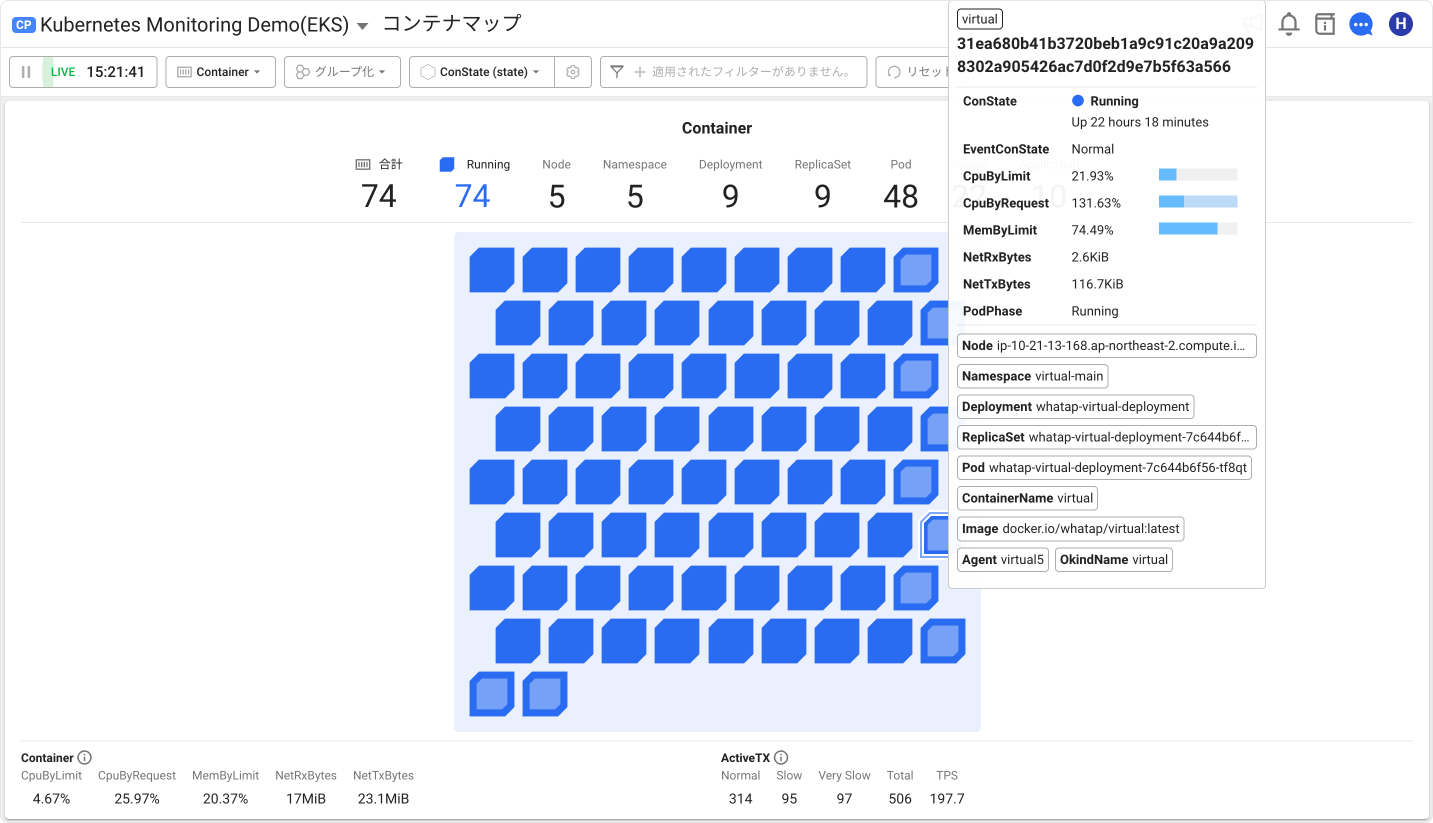 CP Kubernetes Monitoring Demo(EKS) コンテナマップ
H
LIVE 15:21:41
Container
グループ化
ConState (state)
適用されたフィルターがありません。
リセット
Container
合計 Running Node Namespace Deployment ReplicaSet Pod
74 74 5 5 9 9 48 22 10
virtual
31ea680b41b3720beb1a9c91c20a9a209
8302a905426ac7d0f2d9e7b5f63a566
ConState Running
Up 22 hours 18 minutes
EventConState Normal
CpuByLimit 21.93%
CpuByRequest 131.63%
MemByLimit 74.49%
NetRxBytes 2.6KiB
NetTxBytes 116.7KiB
PodPhase Running
Node ip-10-21-13-168.ap-northeast-2.compute.i...
Namespace virtual-main
Deployment whatap-virtual-deployment
ReplicaSet whatap-virtual-deployment-7c644b6f...
Pod whatap-virtual-deployment-7c644b6f56-tf8qt
ContainerName virtual
Image docker.io/whatap/virtual:latest
Agent virtual5 OkindName virtual
Container
CpuByLimit CpuByRequest MemByLimit NetRxBytes NetTxBytes
4.67% 25.97% 20.37% 17MiB 23.1MiB
ActiveTX
Normal Slow Very Slow Total TPS
314 95 97 506 197.7